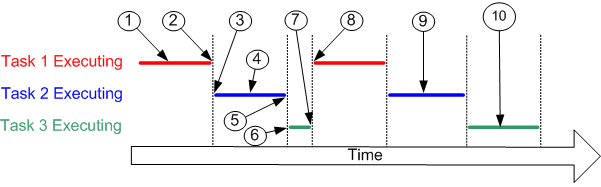 1 2 3 4 7 8 9 10
Task 1 Executing
Task 2 Executing
5
Task 3 Executing
6
Time